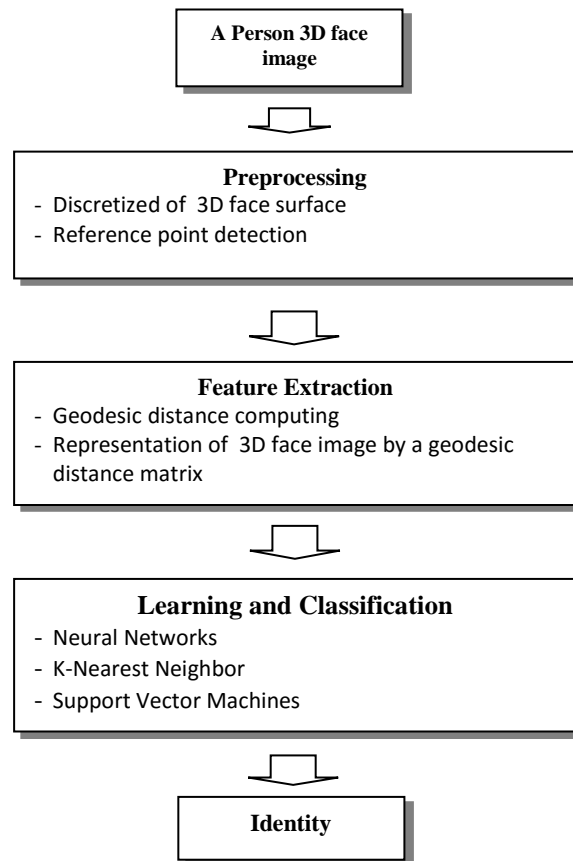 A Person 3D face
image
Preprocessing
- Discretized of 3D face surface
- Reference point detection
Feature Extraction
- Geodesic distance computing
- Representation of 3D face image by a geodesic
distance matrix
Learning and Classification
- Neural Networks
- K-Nearest Neighbor
- Support Vector Machines
Identity